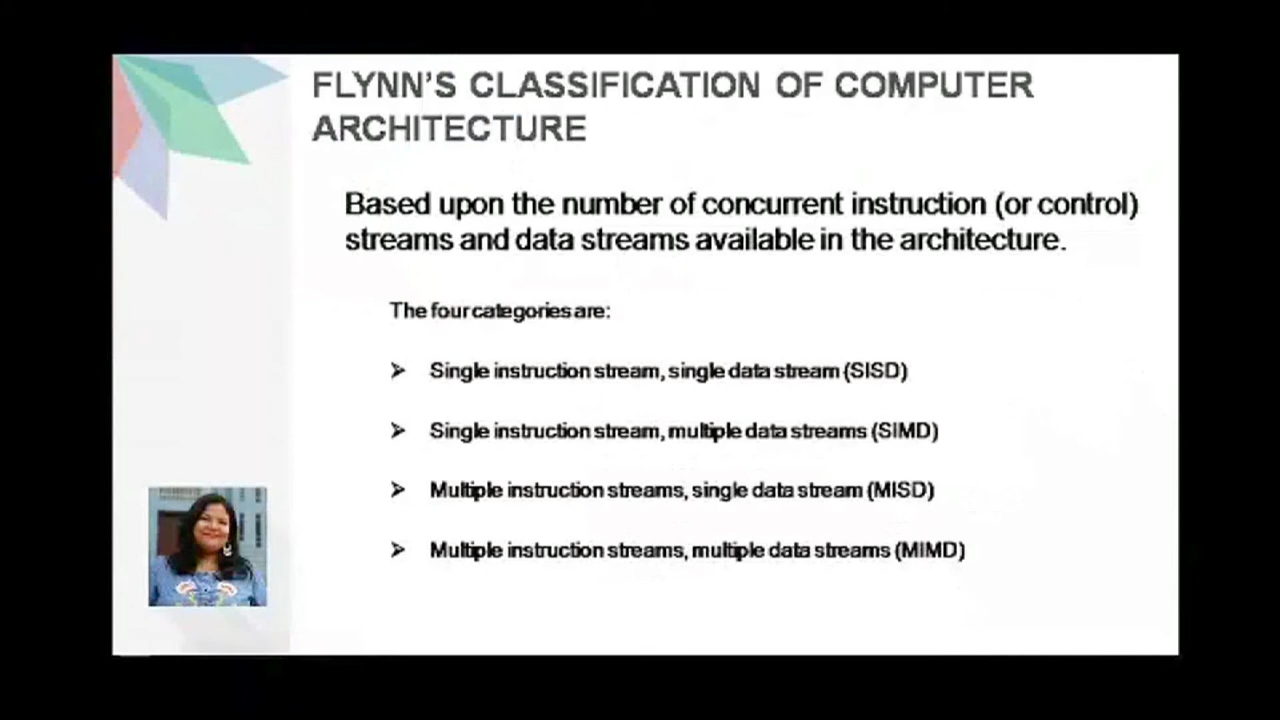 FLYNN'S CLASSIFICATION OF COMPUTER
ARCHITECTURE
Based upon the number of concurrent instruction (or control)
streams and data streams available in the architecture.
The four categories are:
➢ Single instruction stream, single data stream (SISD)
➢ Single instruction stream, multiple data streams (SIMD)
➢ Multiple instruction streams, single data stream (MISD)
➢ Multiple instruction streams, multiple data streams (MIMD)